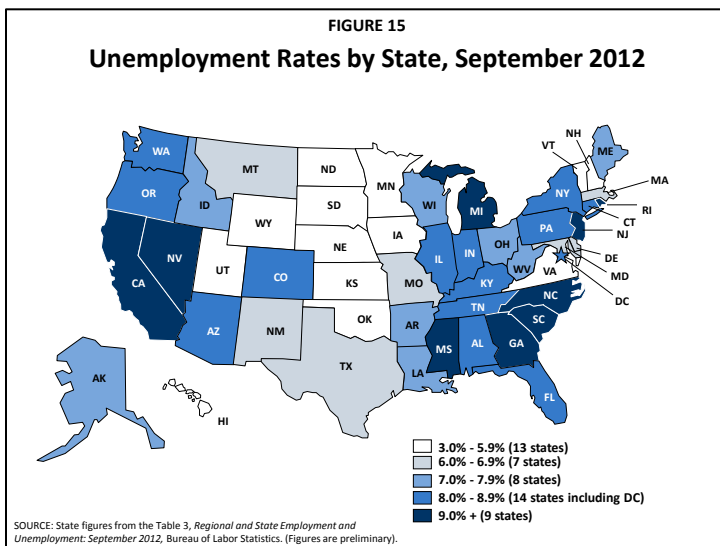 FIGURE 15
Unemployment Rates by State, September 2012
NH
VT
WA
ME
MT
ND
MN
MA
OR
ID
SD
WI
NY
MI
RI
WY
CT
IA
PA
NJ
NE
NV
OH
IL
IN
DE
UT
CO
WV
VA
MD
CA
KS
MO
KY
DC
NC
TN
OK
AZ
NM
AR
SC
MS
AL
GA
TX
LA
AK
FL
HI
3.0% - 5.9% (13 states)
6.0% - 6.9% (7 states)
7.0% - 7.9% (8 states)
8.0% - 8.9% (14 states including DC)
9.0% + (9 states)
SOURCE: State figures from the Table 3, Regional and State Employment and
Unemployment: September 2012, Bureau of Labor Statistics. (Figures are preliminary).